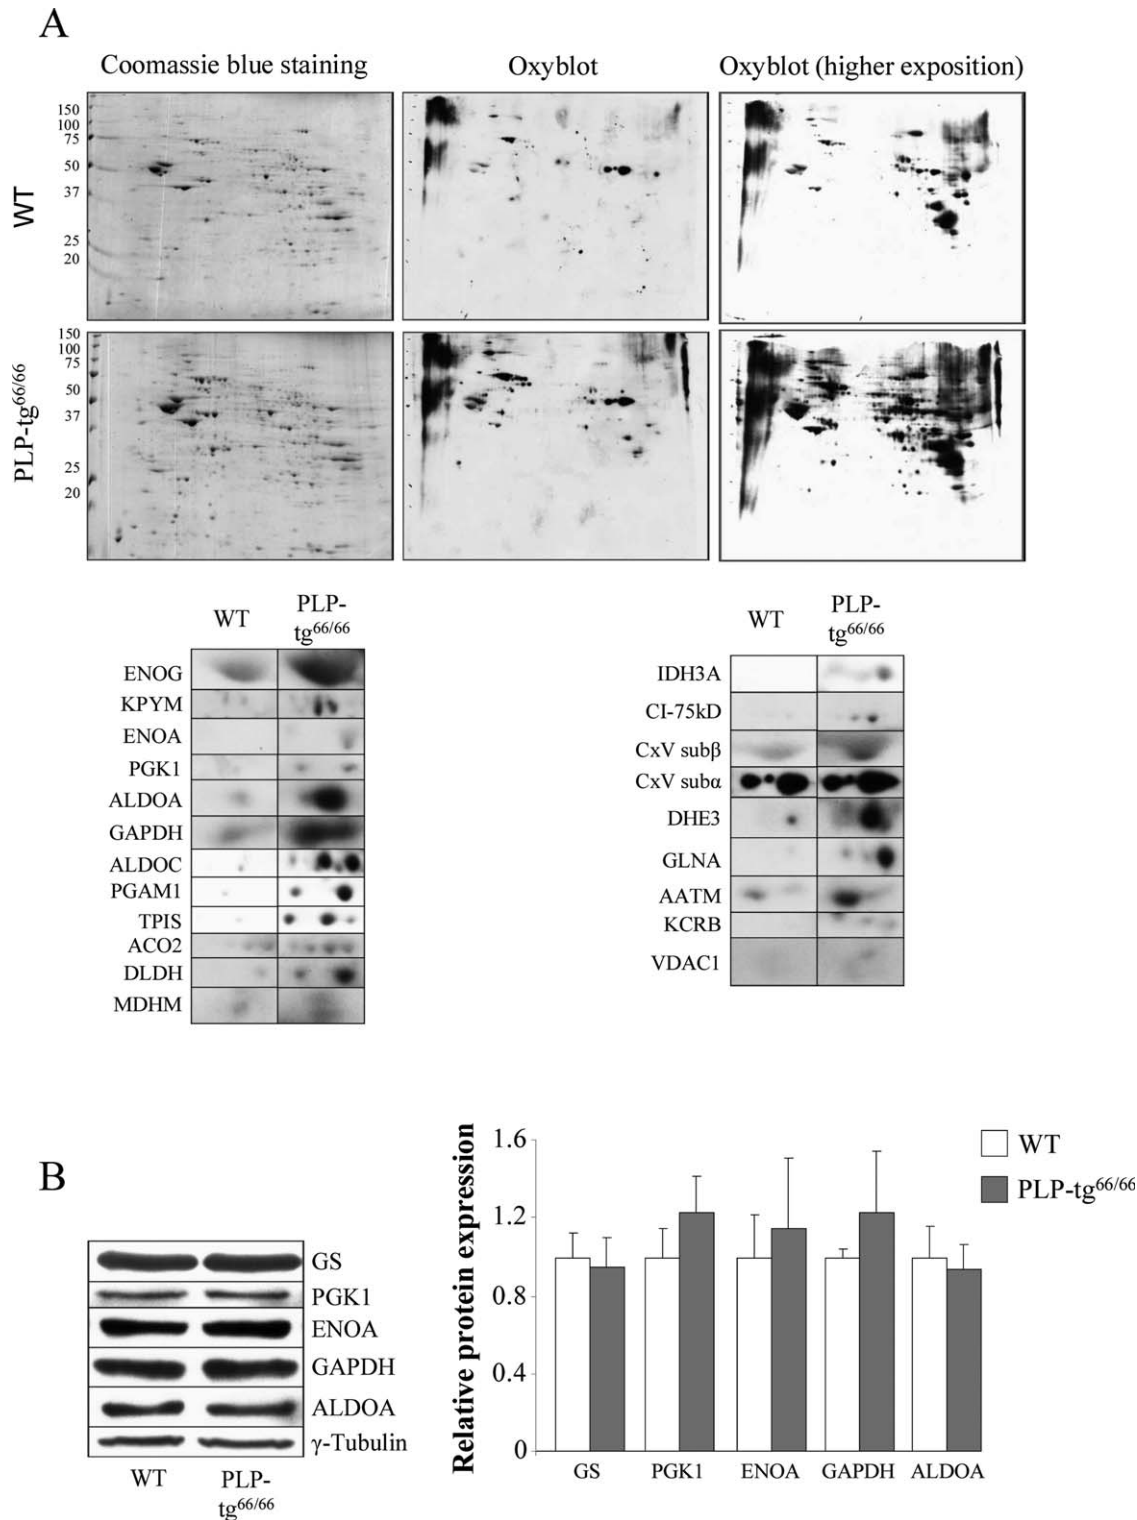 A
Coomassie blue staining
Oxyblot
Oxyblot (higher exposition)
150
100
75
50
37
25
20
WT
150
100
75
50
37
25
20
PLP-tg66/66
WT
PLP-
tg66/66
ENOG
KPYM
ENOA
PGK1
ALDOA
GAPDH
ALDOC
PGAM1
TPIS
ACO2
DLDH
MDHM
WT
PLP-
tg66/66
IDH3A
CI-75kD
CxV subβ
CxV subα
DHE3
GLNA
AATM
KCRB
VDAC1
B
GS
PGK1
ENOA
GAPDH
ALDOA
γ-Tubulin
WT
PLP-
tg66/66
Relative protein expression
1.6
1.2
0.8
0.4
0
GS
PGK1
ENOA
GAPDH
ALDOA
WT
PLP-tg66/66